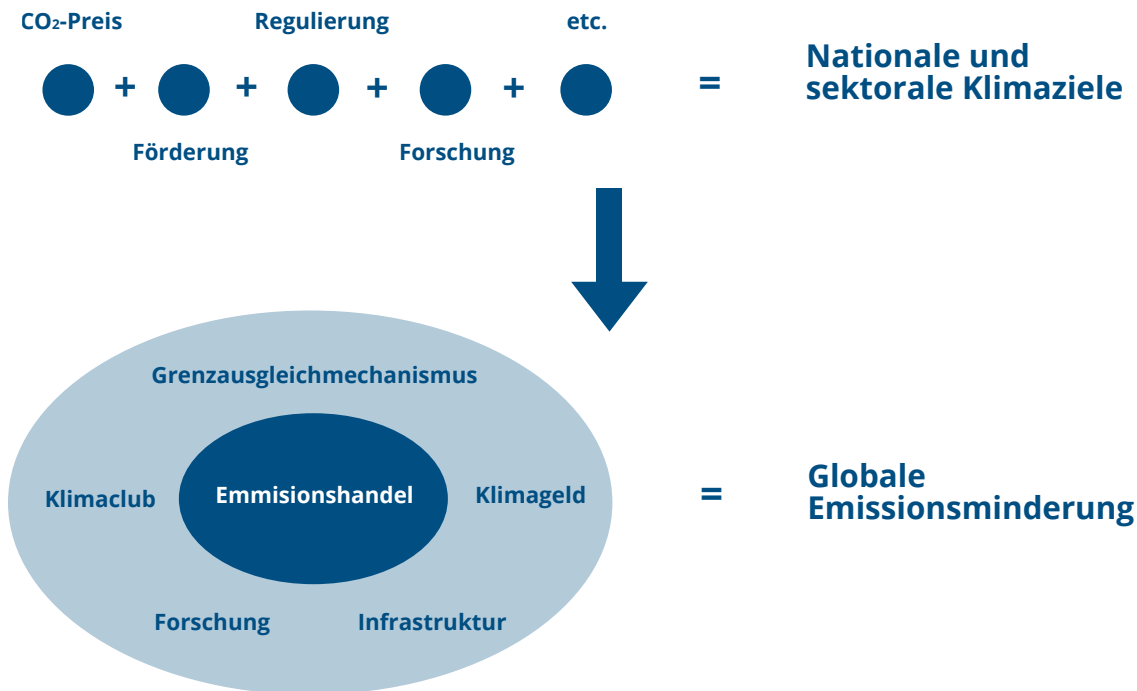 CO₂-Preis Regulierung etc.
+ + + + = Nationale und
sektorale Klimaziele
Förderung Forschung
Grenzausgleichmechanismus
Klimaclub Emmisionshandel Klimageld = Globale
Emissionsminderung
Forschung Infrastruktur